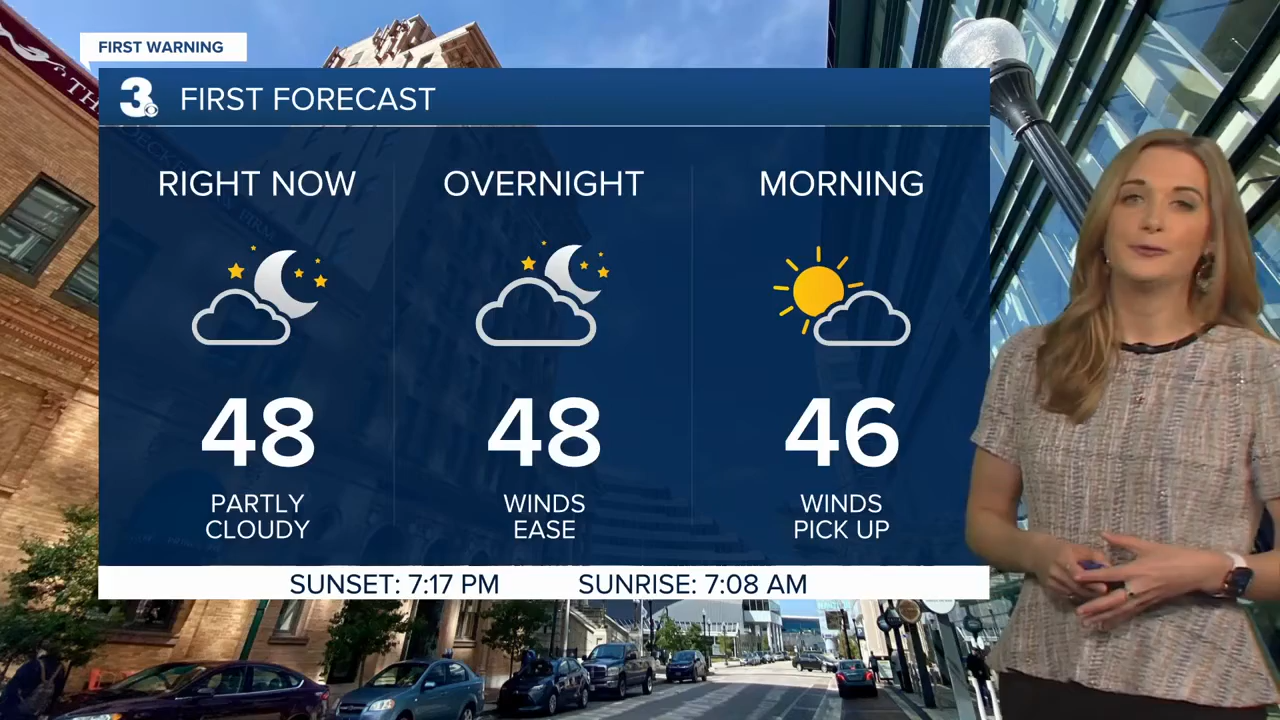 FIRST WARNING
3 FIRST FORECAST
RIGHT NOW
OVERNIGHT
MORNING
48
48
46
PARTLY
CLOUDY
WINDS
EASE
WINDS
PICK UP
SUNSET: 7:17 PM
SUNRISE: 7:08 AM